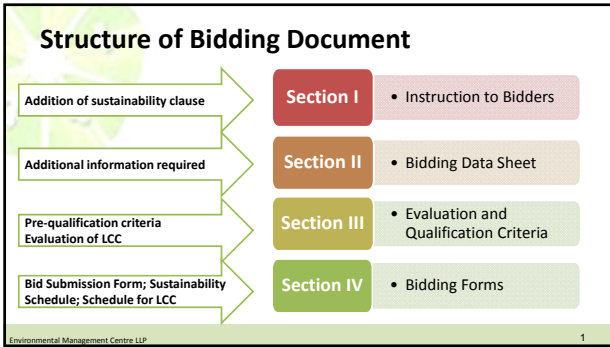 Structure of Bidding Document
Addition of sustainability clause
Section I
• Instruction to Bidders
Additional information required
Section II
• Bidding Data Sheet
Pre-qualification criteria
Evaluation of LCC
Section III
• Evaluation and
Qualification Criteria
Bid Submission Form; Sustainability
Schedule; Schedule for LCC
Section IV
• Bidding Forms
Environmental Management Centre LLP
1